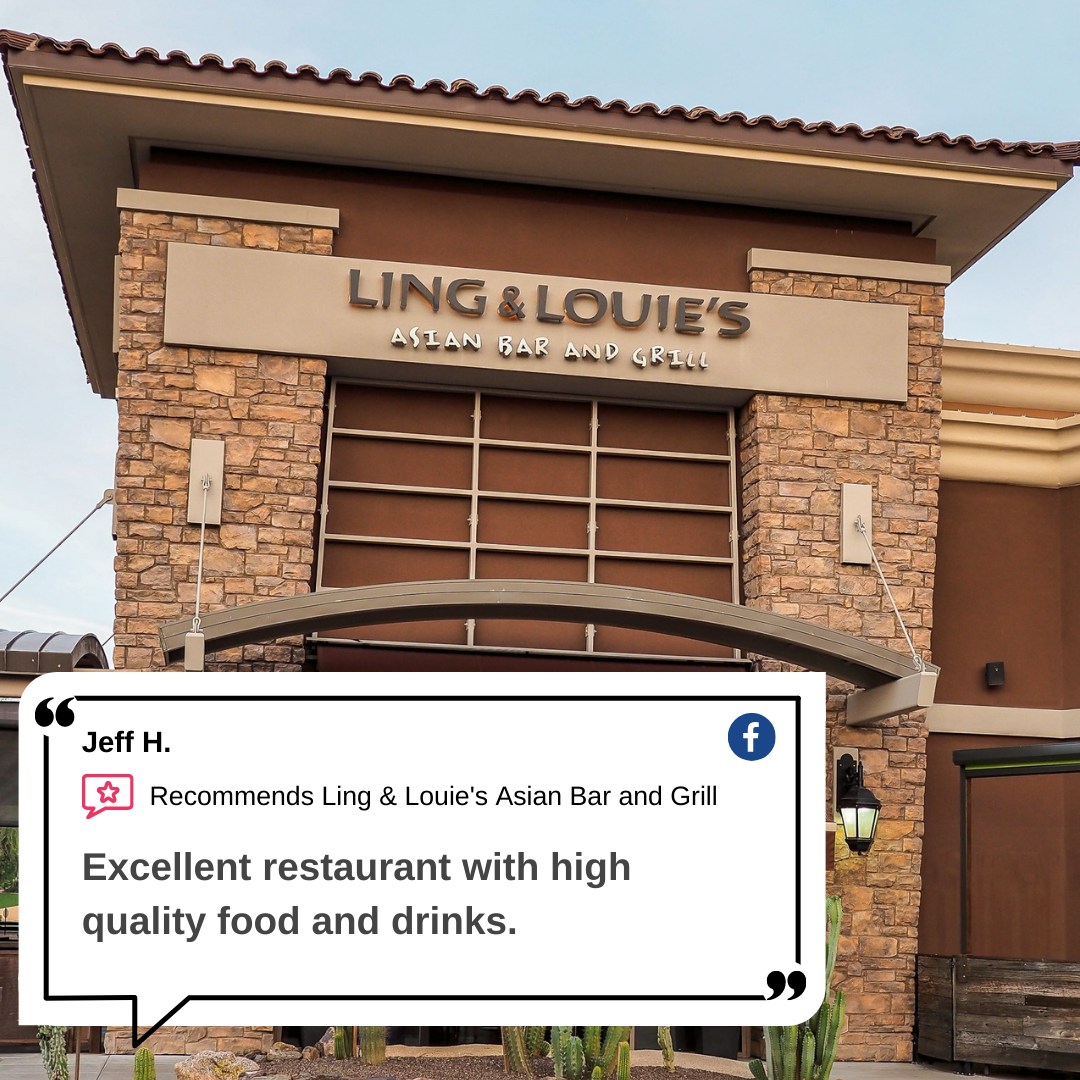 LING & LOUIE'S
ASIAN BAR AND GRILL
Jeff H.
Recommends Ling & Louie's Asian Bar and Grill
Excellent restaurant with high
quality food and drinks.